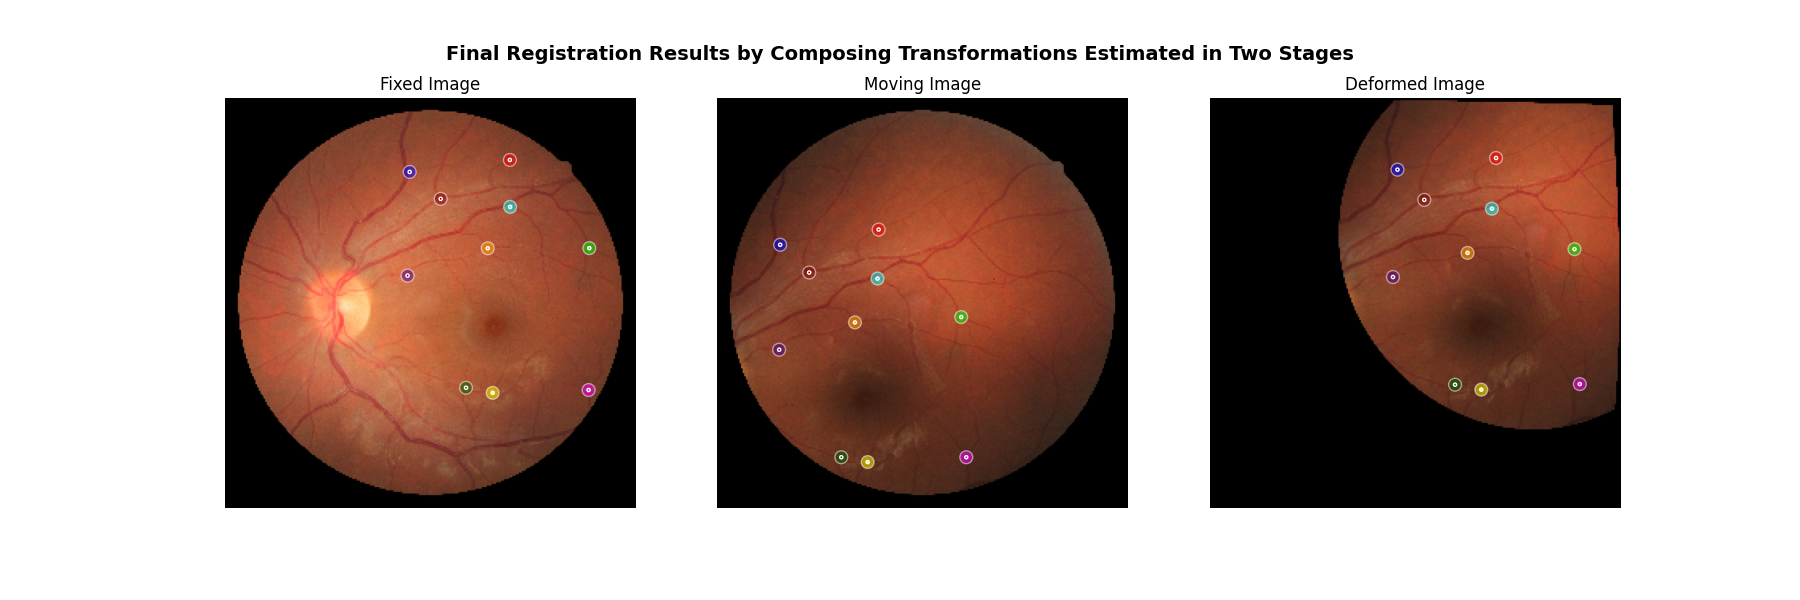 Final Registration Results by Composing Transformations Estimated in Two Stages
Fixed Image
Moving Image
Deformed Image